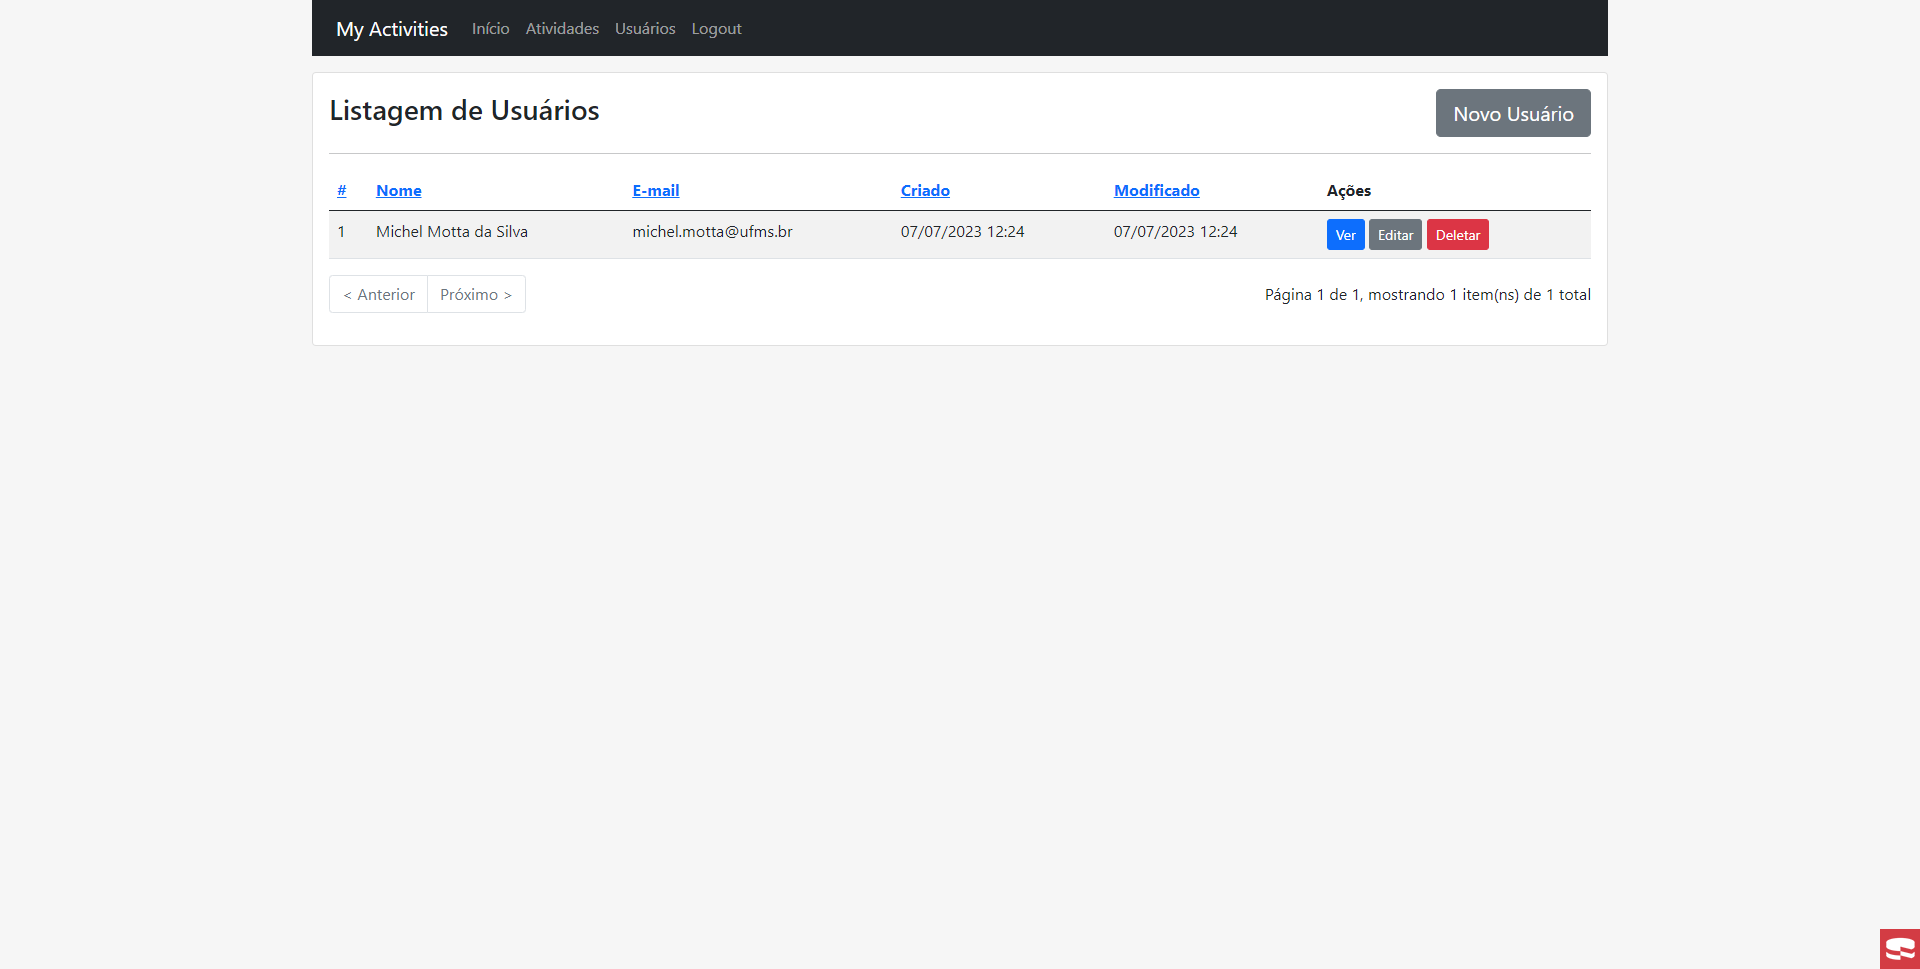 My Activities Início Atividades Usuários Logout
Listagem de Usuários Novo Usuário
# Nome E-mail Criado Modificado Ações
1 Michel Motta da Silva michel.motta@ufms.br 07/07/2023 12:24 07/07/2023 12:24 Ver Editar Deletar
< Anterior Próximo > Página 1 de 1, mostrando 1 item(ns) de 1 total